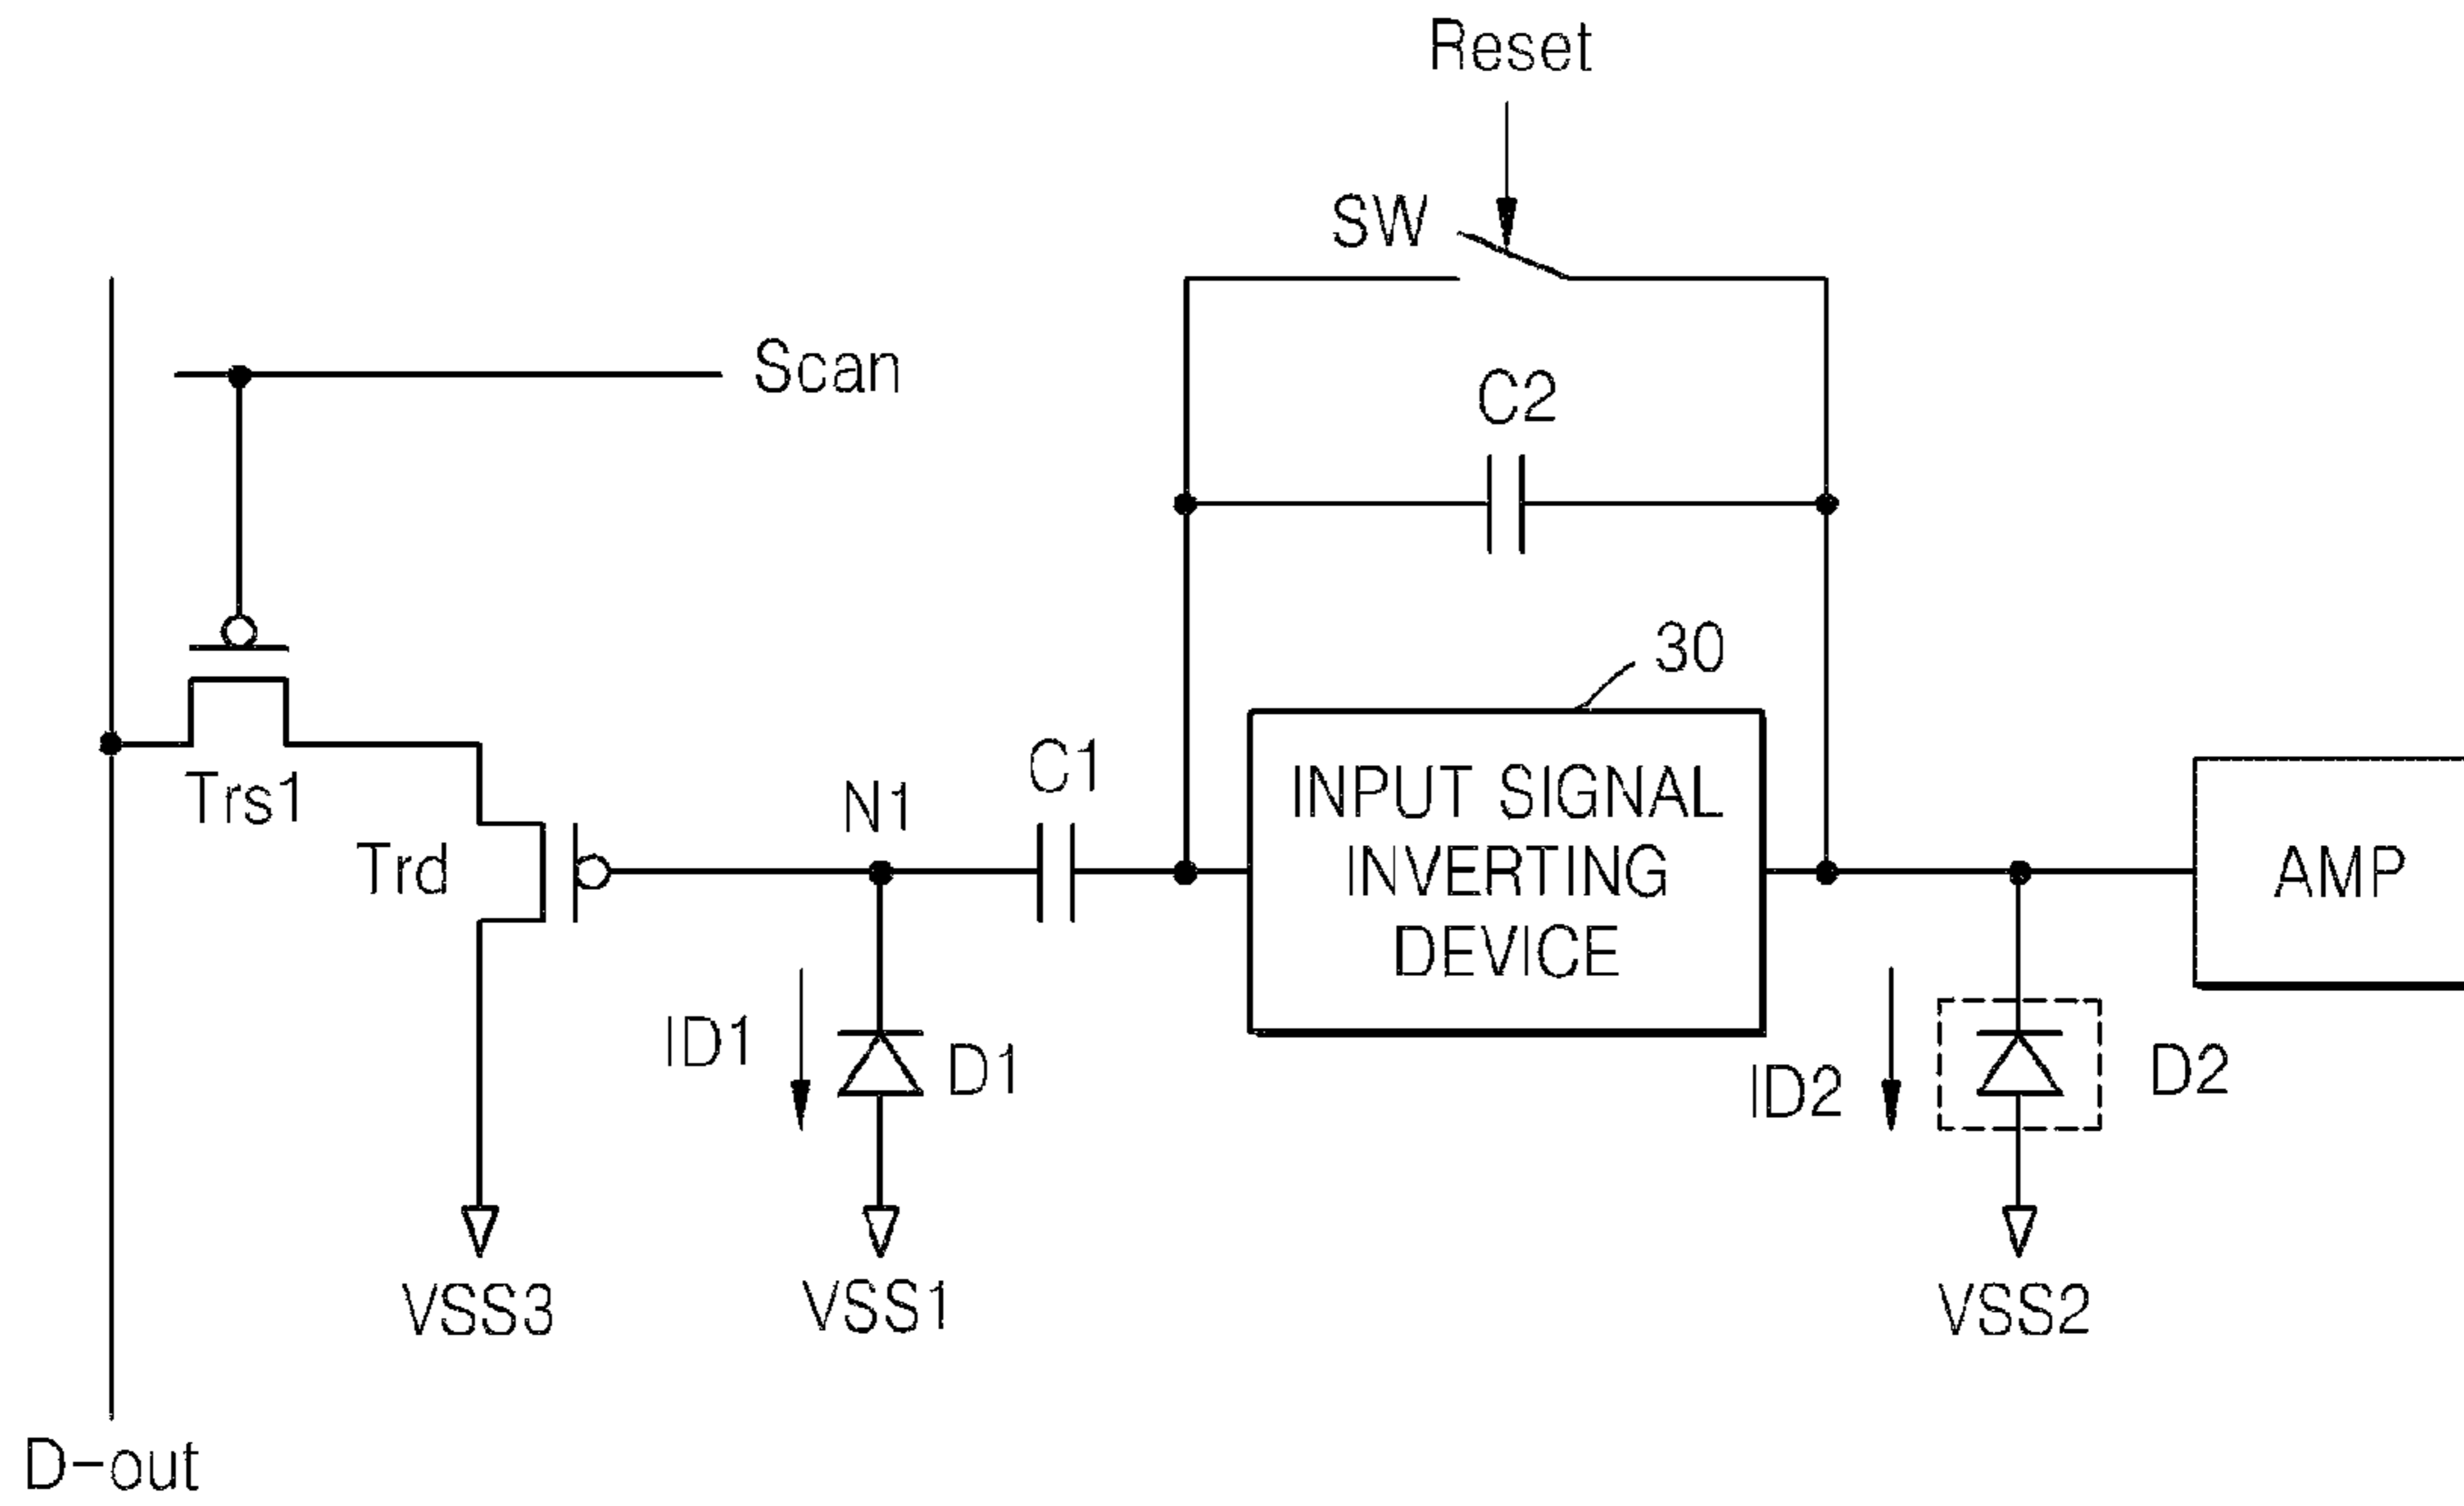 Reset
SW
Scan
C2
30
Trs1
Trd
N1
C1
INPUT SIGNAL
INVERTING
DEVICE
AMP
ID1
D1
ID2
D2
VSS3
VSS1
VSS2
D-out